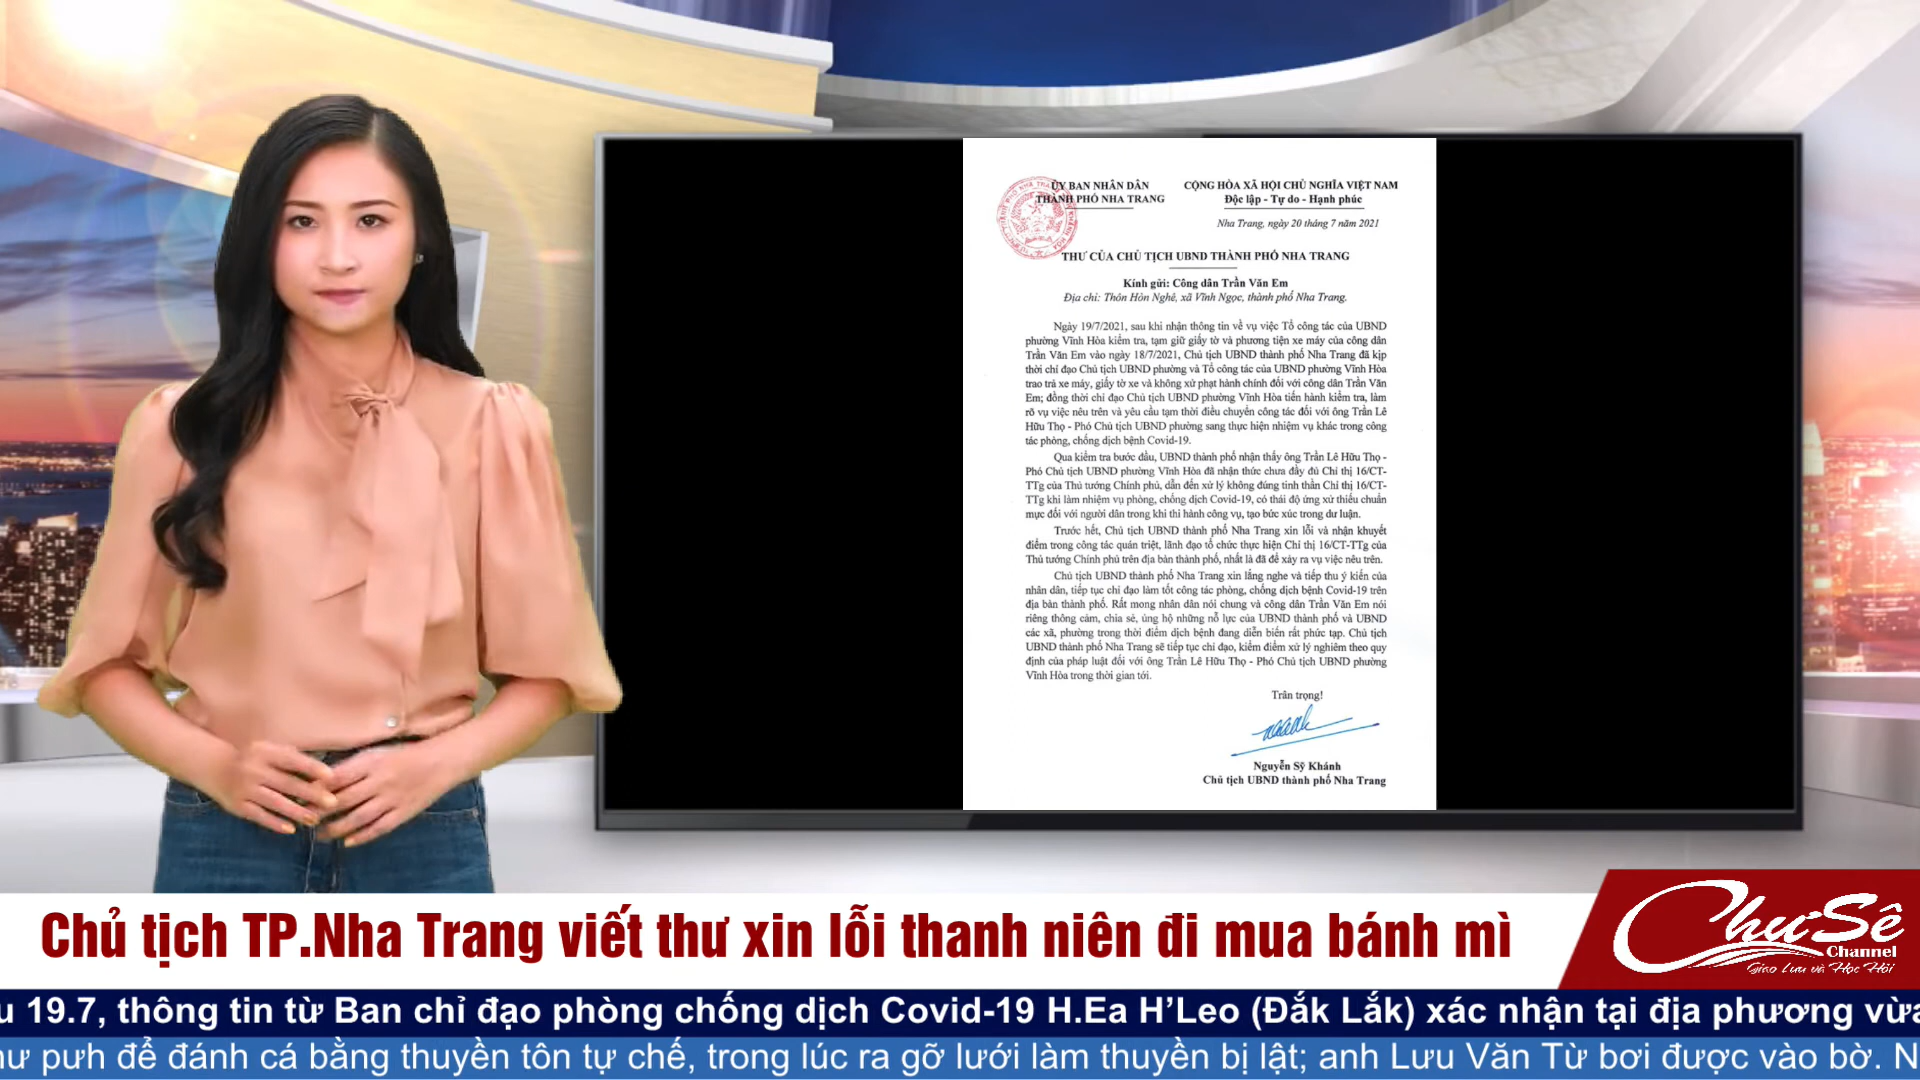 ỦY BAN NHÂN DÂN
THÀNH PHỐ NHA TRANG
CỘNG HÒA XÃ HỘI CHỦ NGHĨA VIỆT NAM
Độc lập - Tự do - Hạnh phúc
Nha Trang, ngày 20 tháng 7 năm 2021
THƯ CỦA CHỦ TỊCH UBND THÀNH PHỐ NHA TRANG
Kính gửi: Công dân Trần Văn Em
Địa chỉ: Thôn Hòn Nghê, xã Vĩnh Ngọc, thành phố Nha Trang.
Ngày 19/7/2021, sau khi nhận thông tin về vụ việc Tổ công tác của UBND
phường Vĩnh Hòa kiểm tra, tạm giữ giấy tờ và phương tiện xe máy của công dân
Trần Văn Em vào ngày 18/7/2021, Chủ tịch UBND thành phố Nha Trang đã kịp
thời chỉ đạo Chủ tịch UBND phường và Tổ công tác của UBND phường Vĩnh Hòa
trao trả xe máy, giấy tờ xe và không xử phạt hành chính đối với công dân Trần Văn
Em; đồng thời chỉ đạo Chủ tịch UBND phường Vĩnh Hòa tiến hành kiểm tra, làm
rõ vụ việc nêu trên và yêu cầu tạm thời điều chuyển công tác đối với ông Trần Lê
Hữu Thọ - Phó Chủ tịch UBND phường sang thực hiện nhiệm vụ khác trong công
tác phòng, chống dịch bệnh Covid-19.
Qua kiểm tra bước đầu, UBND thành phố nhận thấy ông Trần Lê Hữu Thọ -
Phó Chủ tịch UBND phường Vĩnh Hòa đã nhận thức chưa đầy đủ Chỉ thị 16/CT-
TTg của Thủ tướng Chính phủ, dẫn đến xử lý không đúng tinh thần Chỉ thị 16/CT-
TTg khi làm nhiệm vụ phòng, chống dịch Covid-19, có thái độ ứng xử thiếu chuẩn
mực đối với người dân trong khi thi hành công vụ, tạo bức xúc trong dư luận.
Trước hết, Chủ tịch UBND thành phố Nha Trang xin lỗi và nhận khuyết
điểm trong công tác quán triệt, lãnh đạo tổ chức thực hiện Chỉ thị 16/CT-TTg của
Thủ tướng Chính phủ trên địa bàn thành phố, nhất là đã để xảy ra vụ việc nêu trên.
Chủ tịch UBND thành phố Nha Trang xin lắng nghe và tiếp thu ý kiến của
nhân dân, tiếp tục chỉ đạo làm tốt công tác phòng, chống dịch bệnh Covid-19 trên
địa bàn thành phố. Rất mong nhân dân nói chung và công dân Trần Văn Em nói
riêng thông cảm, chia sẻ, ủng hộ những nỗ lực của UBND thành phố và UBND
các xã, phường trong thời điểm dịch bệnh đang diễn biến rất phức tạp. Chủ tịch
UBND thành phố Nha Trang sẽ tiếp tục chỉ đạo, kiểm điểm xử lý nghiêm theo quy
định của pháp luật đối với ông Trần Lê Hữu Thọ - Phó Chủ tịch UBND phường
Vĩnh Hòa trong thời gian tới.
Trân trọng!
Nguyễn Sỹ Khánh
Chủ tịch UBND thành phố Nha Trang
Chủ tịch TP.Nha Trang viết thư xin lỗi thanh niên đi mua bánh mì
ChưSê
Channel
Giao Lưu và Học Hỏi
u 19.7, thông tin từ Ban chỉ đạo phòng chống dịch Covid-19 H.Ea H'Leo (Đắk Lắk) xác nhận tại địa phương vừa
hư pưh để đánh cá bằng thuyền tôn tự chế, trong lúc ra gỡ lưới làm thuyền bị lật; anh Lưu Văn Từ bơi được vào bờ. N